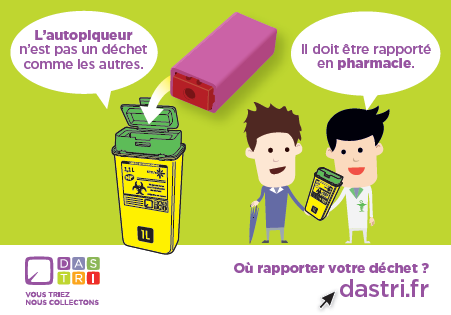 L'autopiqueur
n'est pas un déchet
comme les autres.
Il doit être rapporté
en pharmacie.
1L
DAS
TRI
VOUS TRIEZ
NOUS COLLECTONS
Où rapporter votre déchet ?
dastri.fr